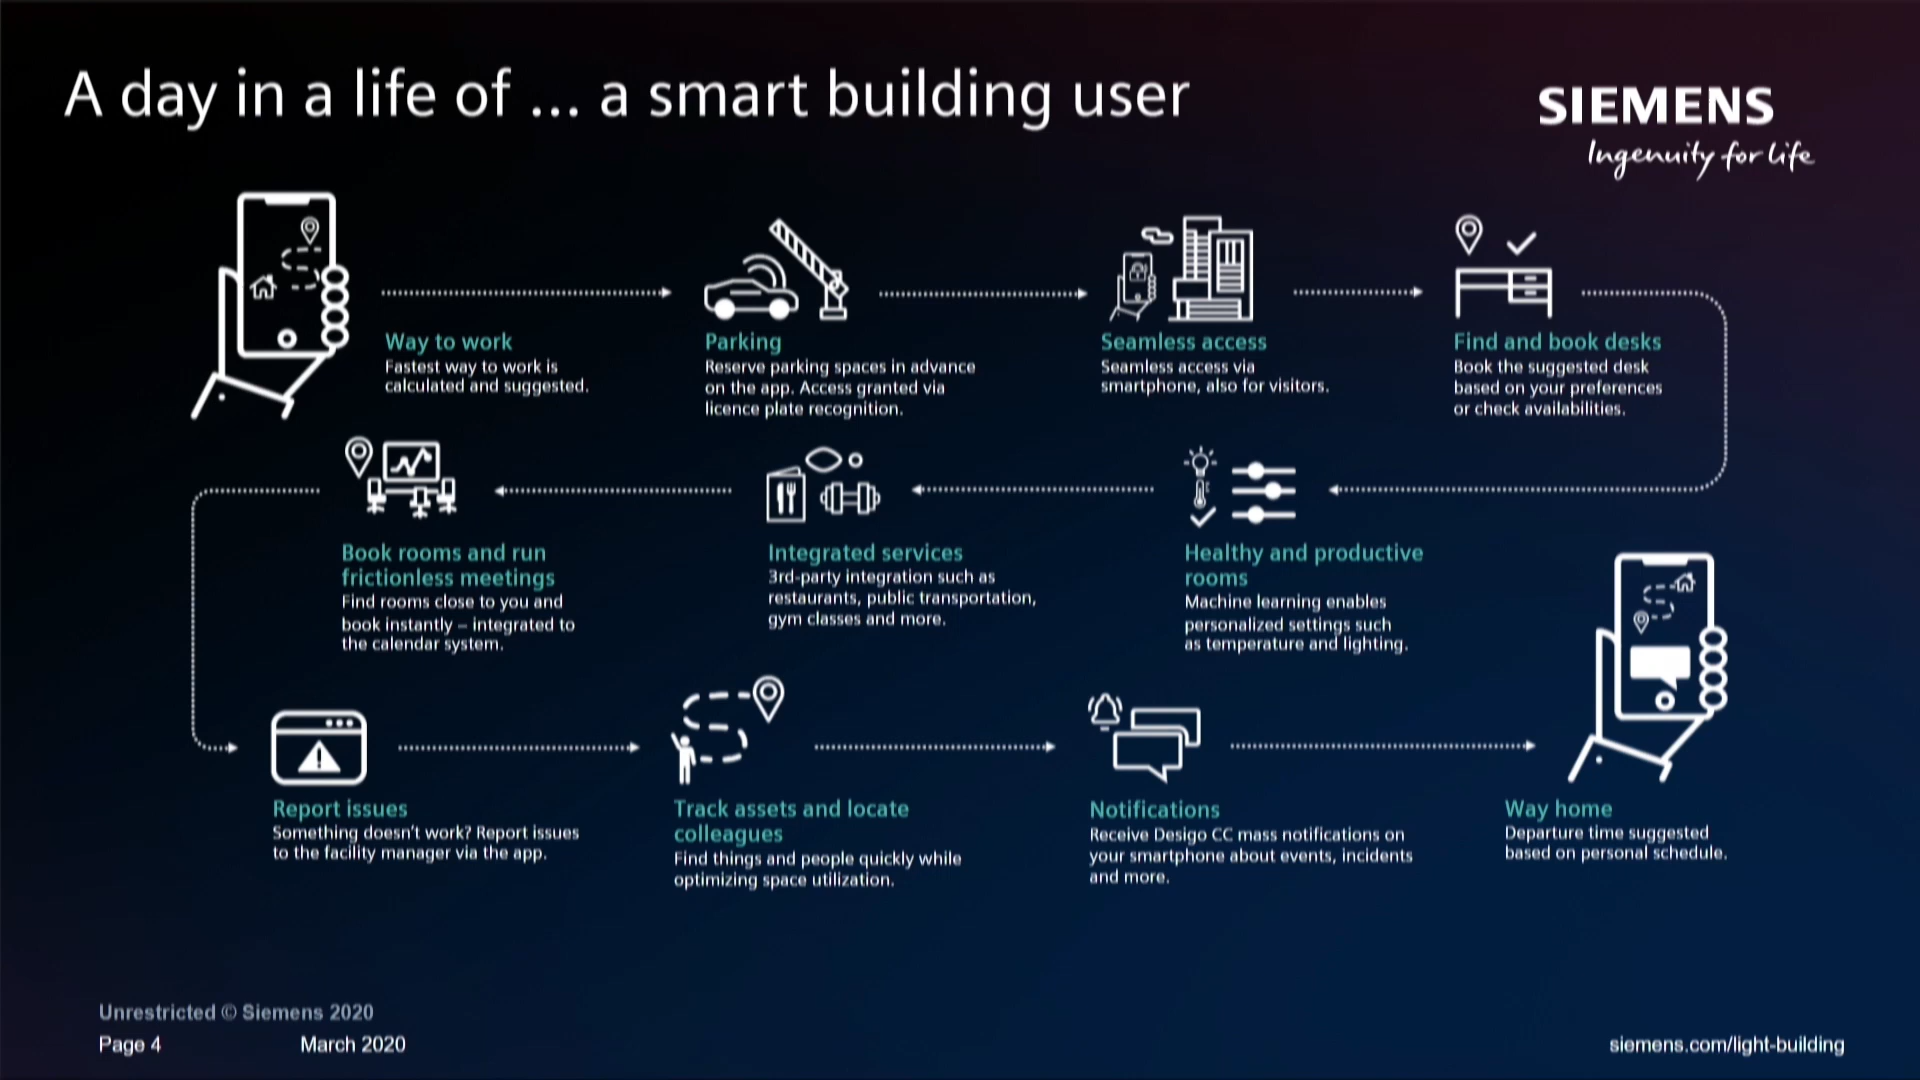 A day in a life of ... a smart building user
SIEMENS
Ingenuity for life
Way to work
Fastest way to work is
calculated and suggested.
Parking
Reserve parking spaces in advance
on the app. Access granted via
licence plate recognition.
Seamless access
Seamless access via
smartphone, also for visitors.
Find and book desks
Book the suggested desk
based on your preferences
or check availabilities.
Healthy and productive
rooms
Machine learning enables
personalized settings such
as temperature and lighting.
Integrated services
3rd-party integration such as
restaurants, public transportation,
gym classes and more.
Book rooms and run
frictionless meetings
Find rooms close to you and
book instantly – integrated to
the calendar system.
Report issues
Something doesn't work? Report issues
to the facility manager via the app.
Track assets and locate
colleagues
Find things and people quickly while
optimizing space utilization.
Notifications
Receive Desigo CC mass notifications on
your smartphone about events, incidents
and more.
Way home
Departure time suggested
based on personal schedule.
Unrestricted © Siemens 2020
Page 4 March 2020
siemens.com/light-building